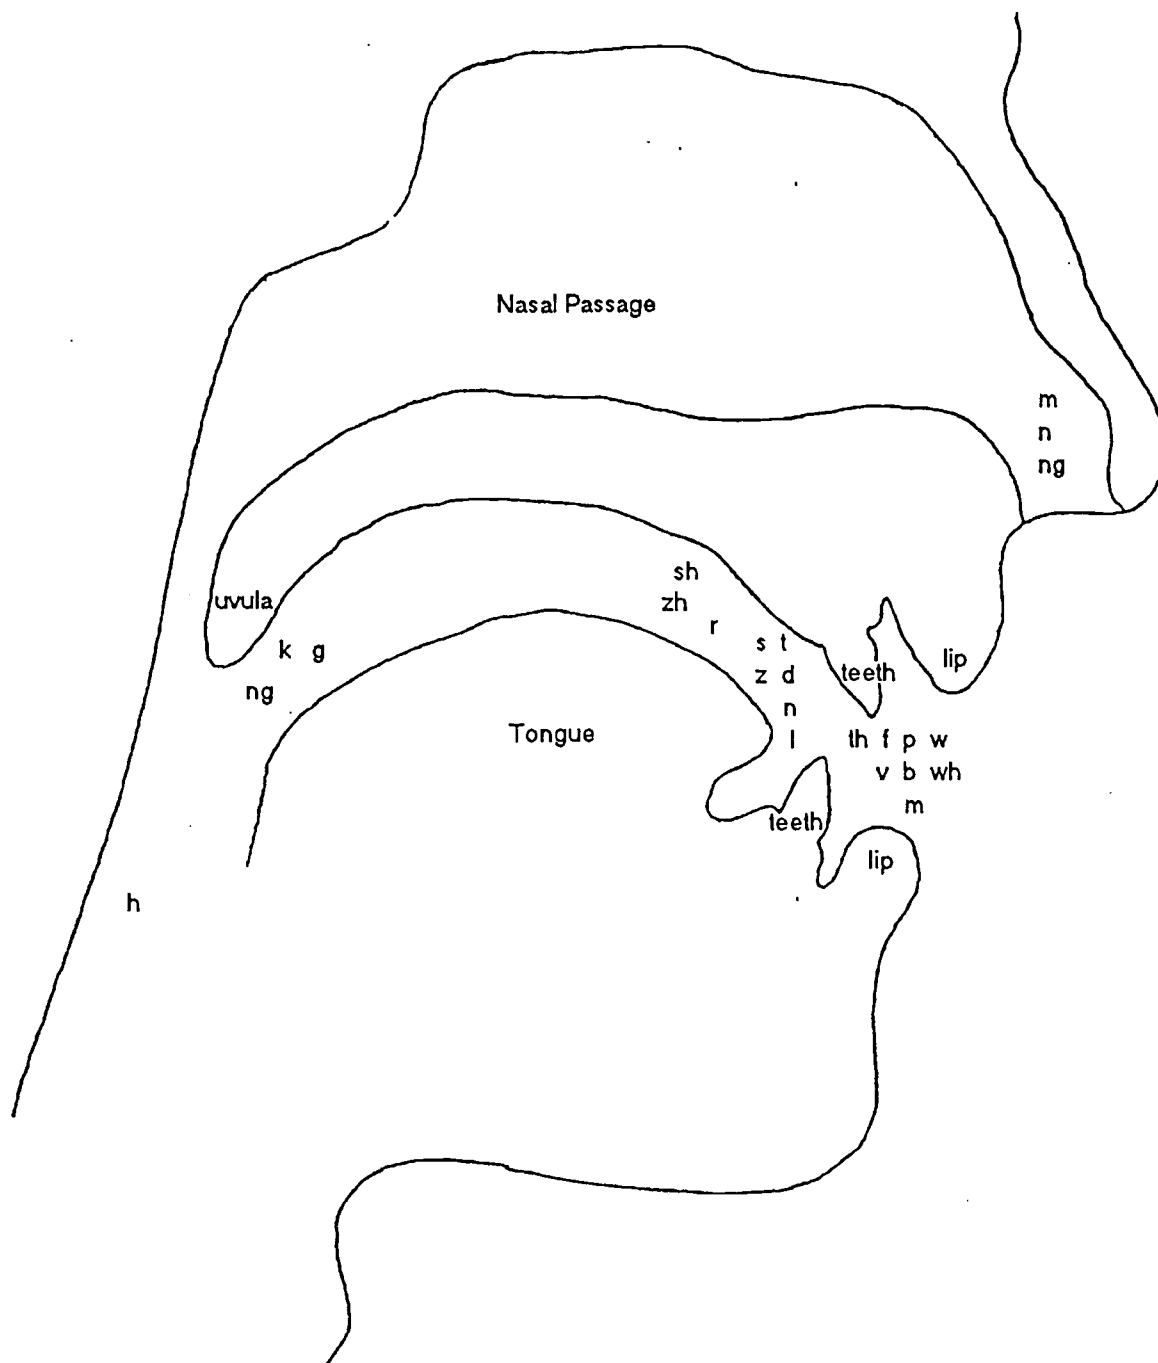 Nasal Passage
m
n
ng
uvula
sh
zh
r
k g
s t
z d
teeth
lip
ng
n
Tongue
l
th f p w
v b wh
m
teeth
lip
h